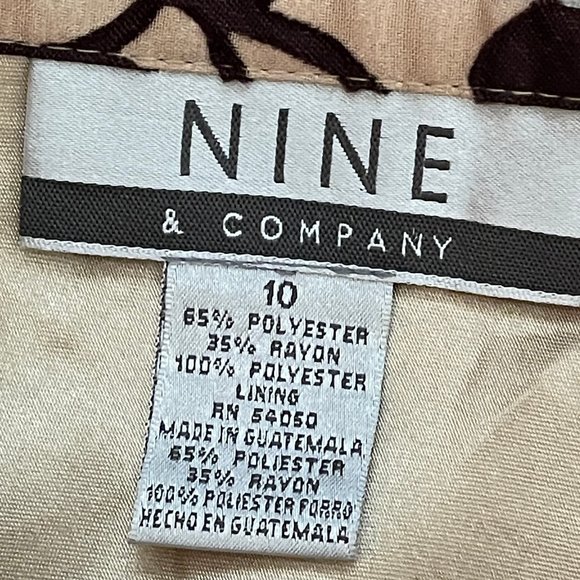 NINE
& COMPANY
10
65% POLYESTER
35% RAYON
100% POLYESTER
LINING
RN 54050
MADE IN GUATEMALA
65% POLIESTER
35% RAYON
100% POLIESTER FORRO
HECHO EN GUATEMALA